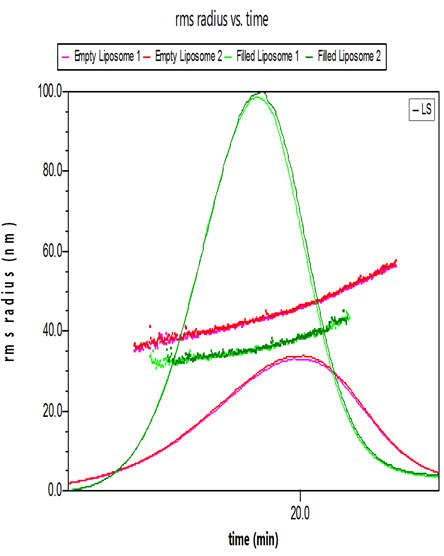 rms radius vs. time
Empty Liposome 1 Empty Liposome 2 Filled Liposome 1 Filled Liposome 2
LS
100.0
80.0
60.0
40.0
20.0
0.0
rms radius (nm)
20.0
time (min)